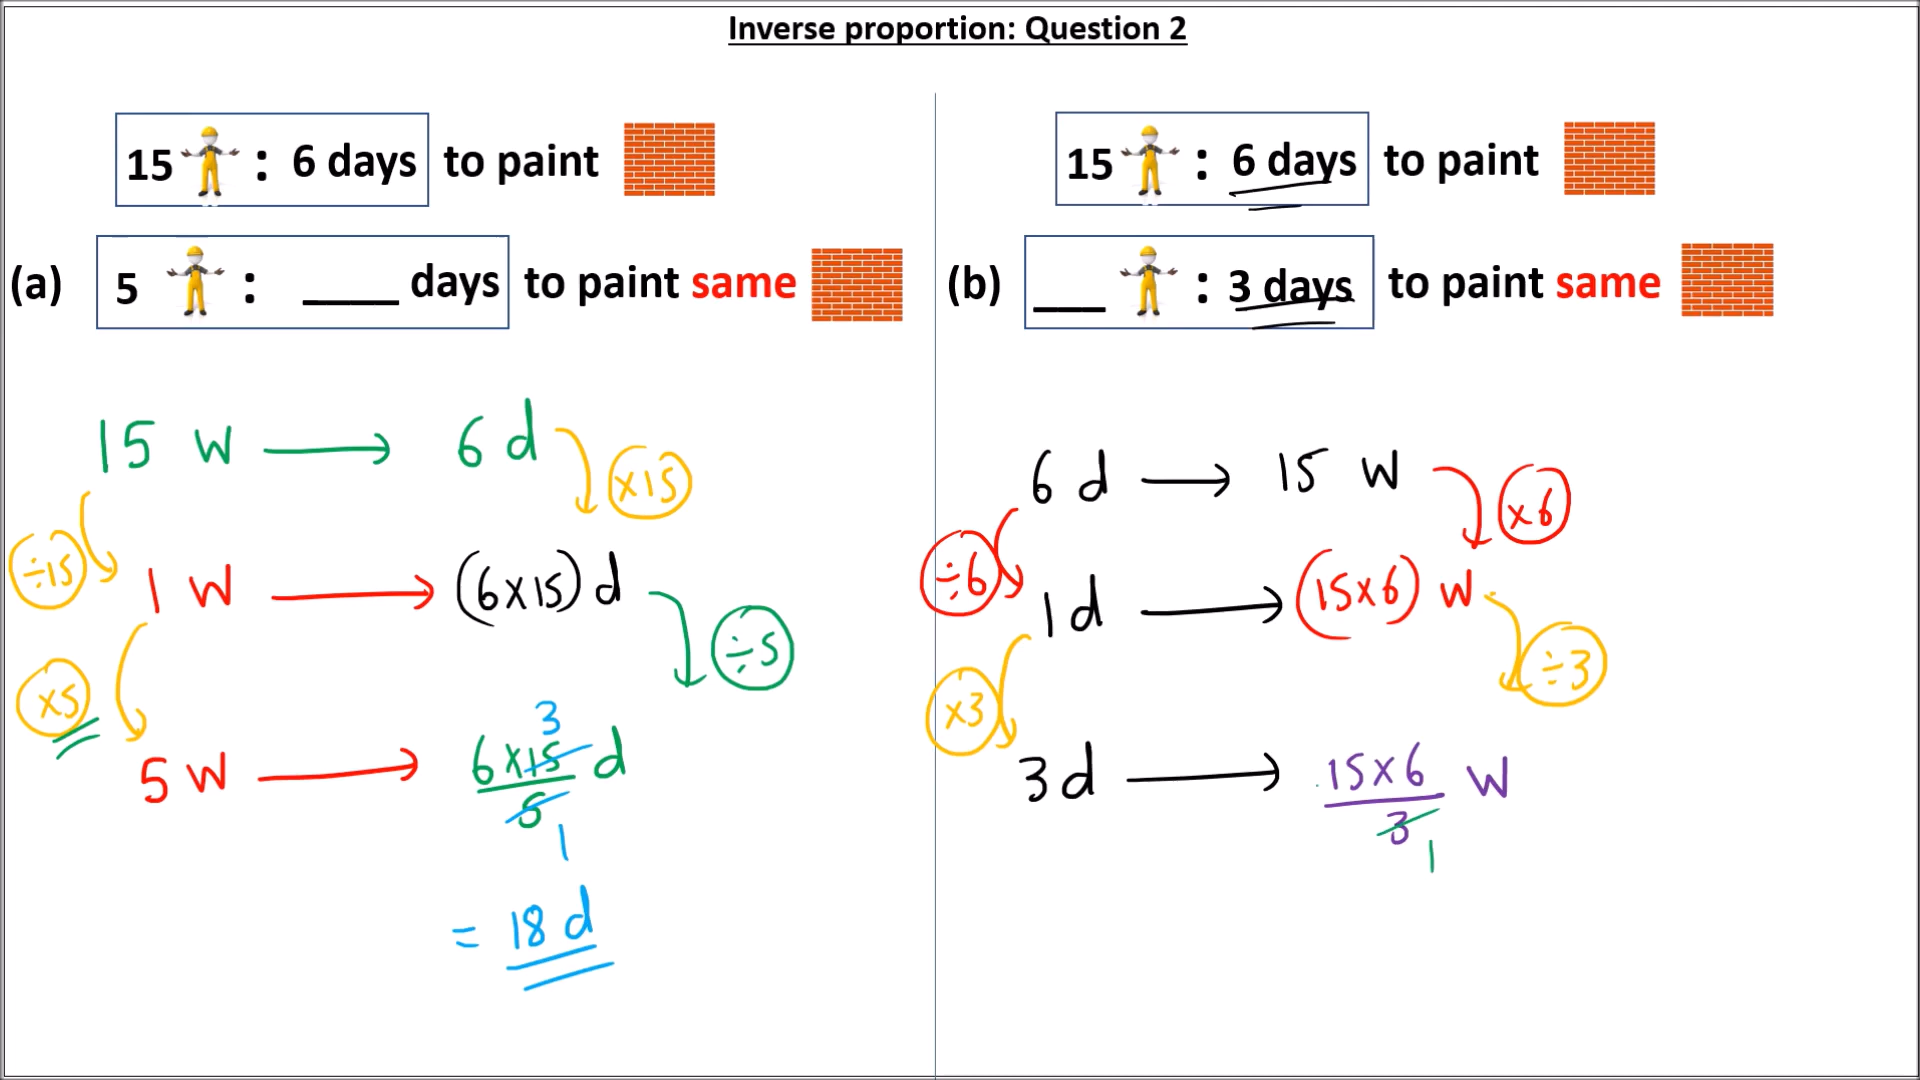 Inverse proportion: Question 2
15 : 6 days to paint
(a) 5 : ____ days to paint same
15 w → 6 d
×15
÷15
1 w → (6×15) d
÷5
×5
3
5 w → 6×15/5 d
1
= 18 d
15 : 6 days to paint
(b) ___ : 3 days to paint same
6 d → 15 w
×6
÷6
1 d → (15×6) w
÷3
×3
3 d → 15×6/3 w
1